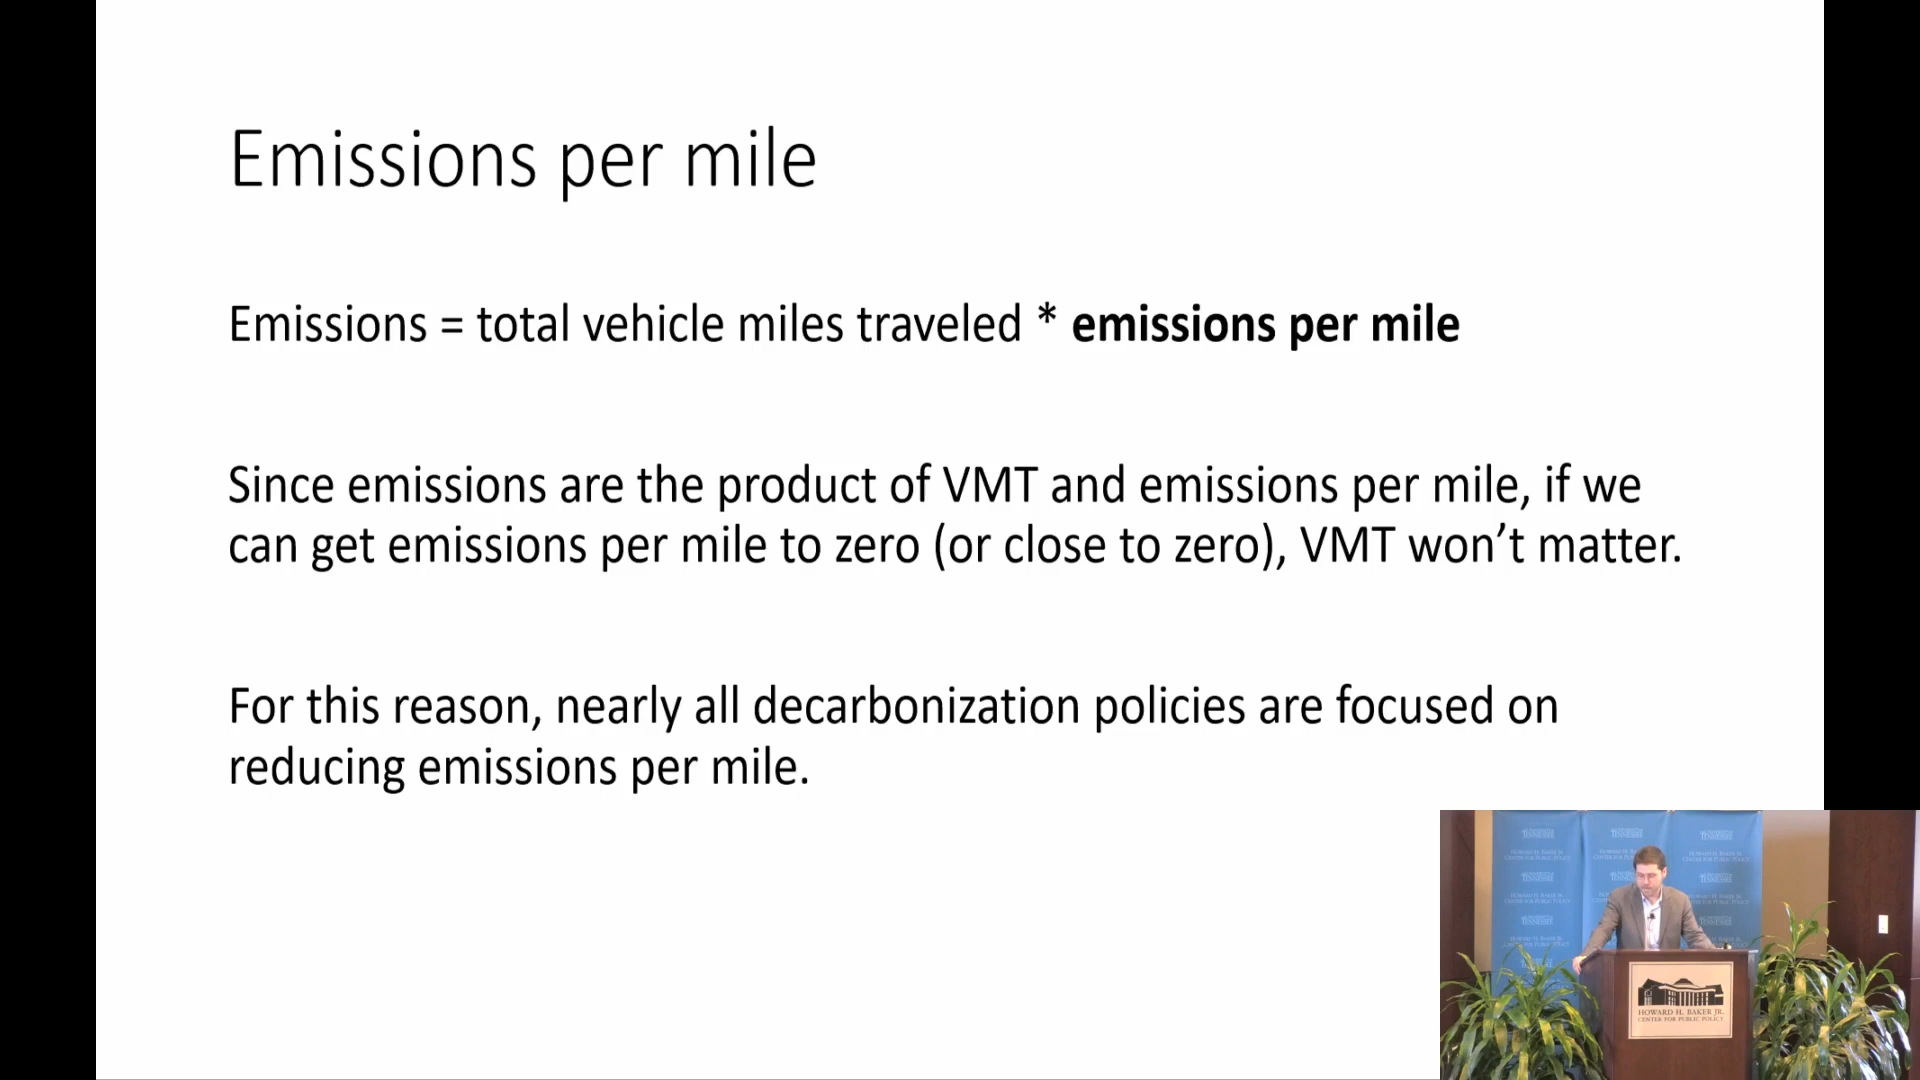 Emissions per mile
Emissions = total vehicle miles traveled * emissions per mile
Since emissions are the product of VMT and emissions per mile, if we
can get emissions per mile to zero (or close to zero), VMT won’t matter.
For this reason, nearly all decarbonization policies are focused on
reducing emissions per mile.
HOWARD H. BAKER JR.
CENTER FOR PUBLIC POLICY